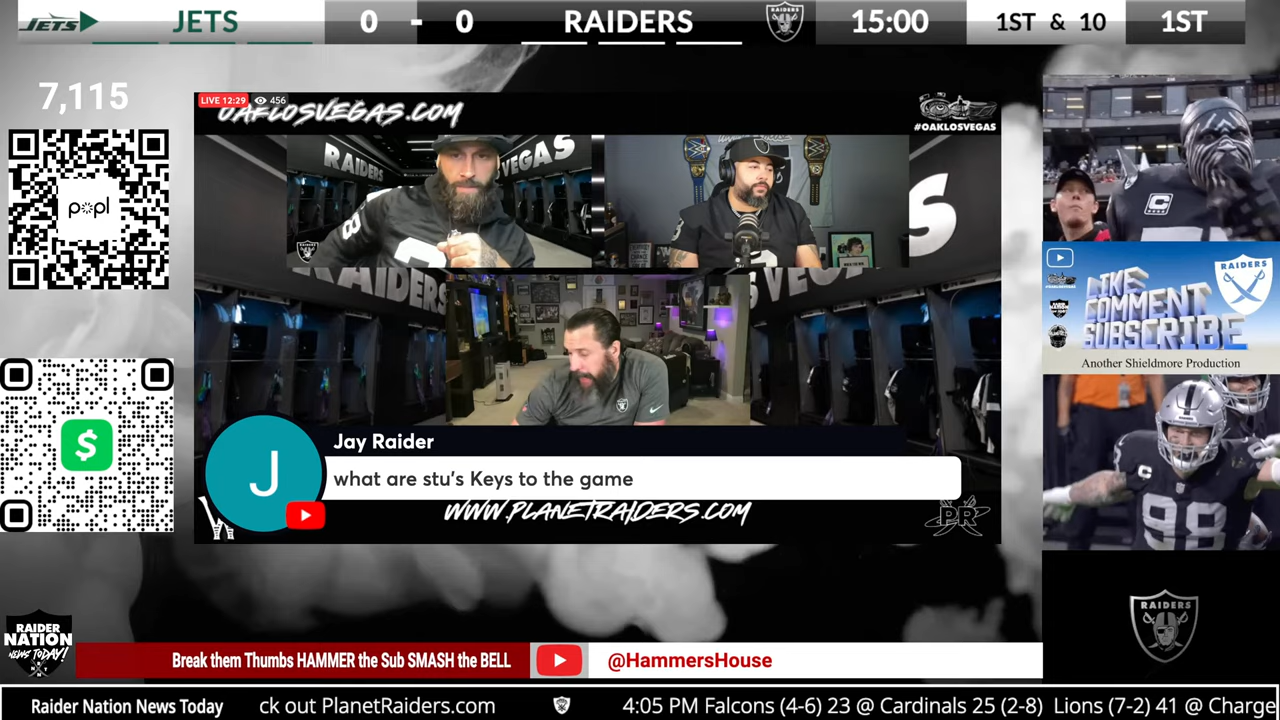 JETS JETS 0 - 0 RAIDERS RAIDERS 15:00 1ST & 10 1ST
7,115
popl
LIVE 12:29 456
OAKLOSVEGAS.COM
#OAKLOSVEGAS
RAIDERS
VEGAS
S
RAIDERS
VEGAS
C
RAIDERS
LIKE
COMMENT
SUBSCRIBE
Another Shieldmore Production
$
J
Jay Raider
what are stu's Keys to the game
WWW.PLANETRAIDERS.COM
PR
C
98
RAIDERS
RAIDER
NATION
NEWS TODAY!
Break them Thumbs HAMMER the Sub SMASH the BELL
@HammersHouse
Raider Nation News Today
ck out PlanetRaiders.com
4:05 PM Falcons (4-6) 23 @ Cardinals 25 (2-8) Lions (7-2) 41 @ Charge